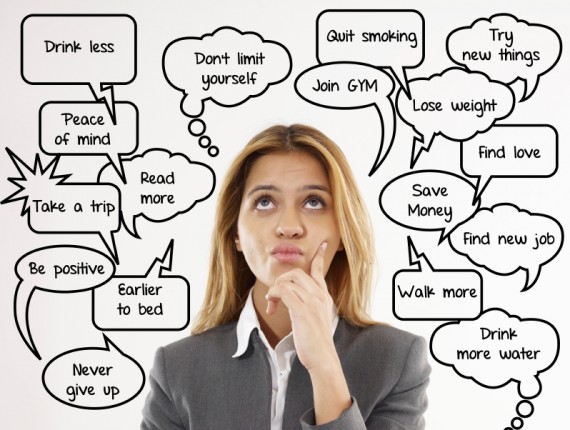 Drink less
Don't limit
yourself
Quit smoking
Try
new things
Join GYM
Lose weight
Peace
of mind
Find love
Read
more
Take a trip
Save
Money
Find new job
Be positive
Earlier
to bed
Walk more
Drink
more water
Never
give up